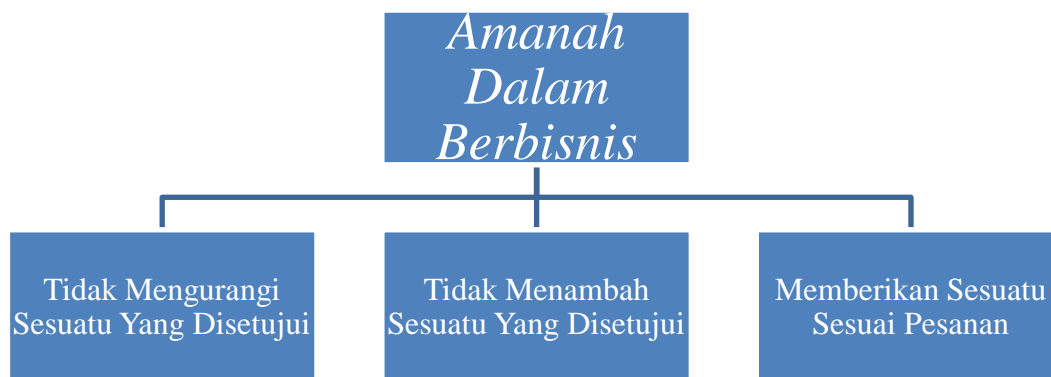 Amanah
Dalam
Berbisnis
Tidak Mengurangi
Sesuatu Yang Disetujui
Tidak Menambah
Sesuatu Yang Disetujui
Memberikan Sesuatu
Sesuai Pesanan